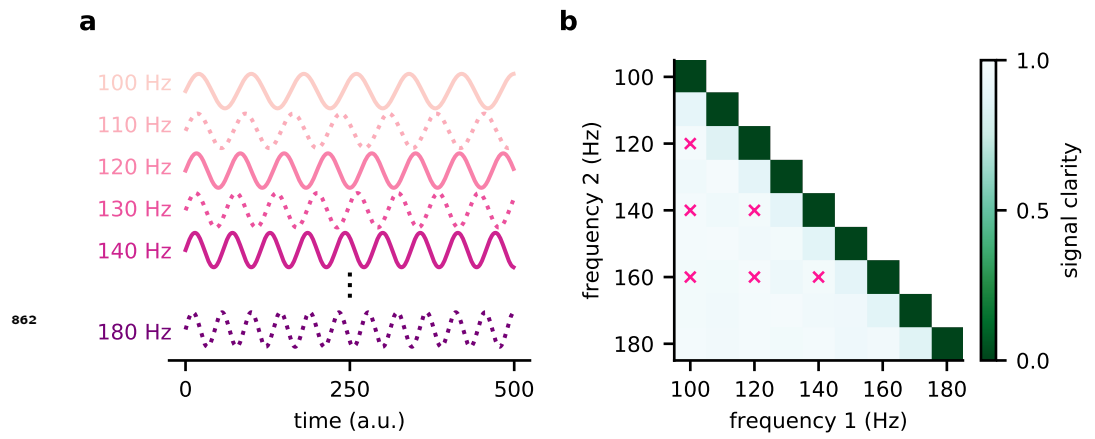 a
100 Hz
110 Hz
120 Hz
130 Hz
140 Hz
180 Hz
0
250
500
time (a.u.)
862
b
100
120
140
160
180
frequency 2 (Hz)
100
120
140
160
180
frequency 1 (Hz)
1.0
0.5
0.0
signal clarity